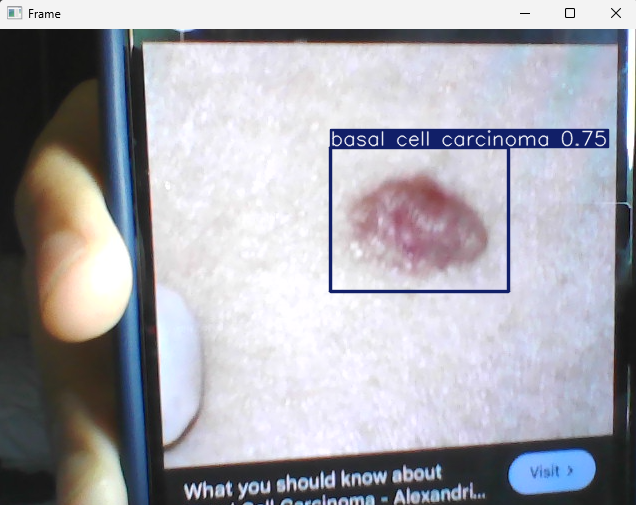 Frame
basal cell carcinoma 0.75
What you should know about
Cell Carcinoma - Alexandri...
Visit >